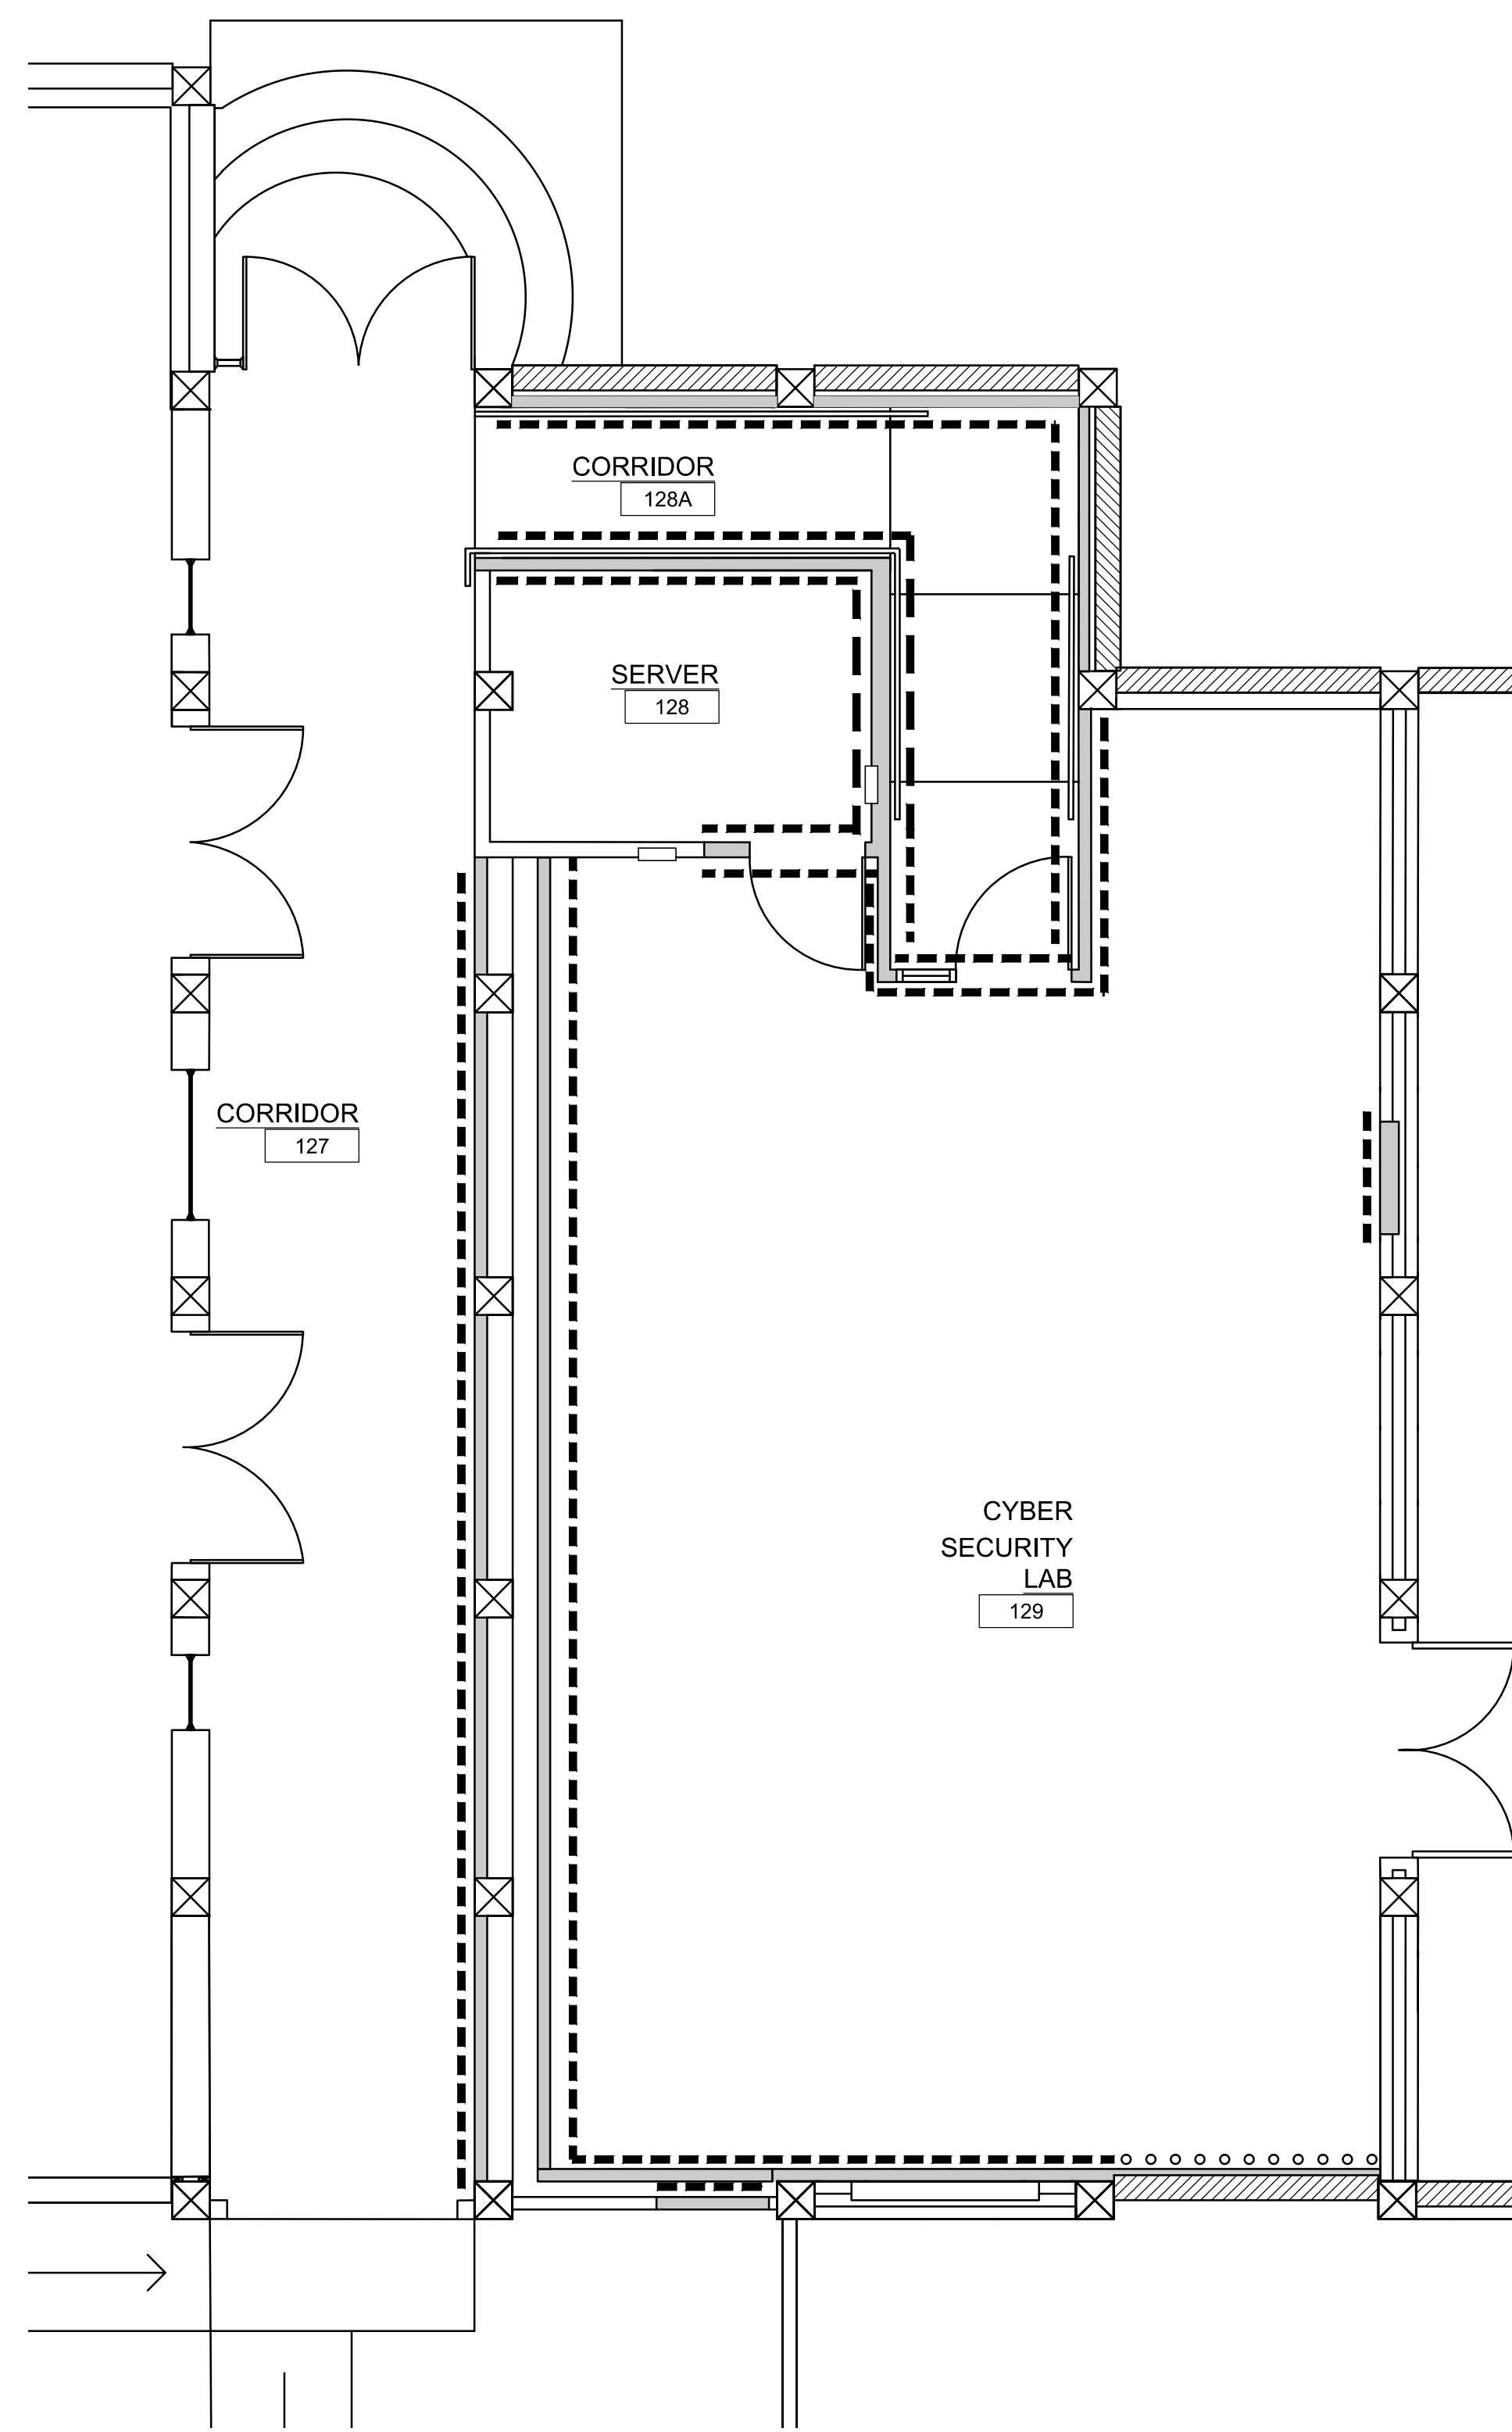 CORRIDOR
128A
SERVER
128
CORRIDOR
127
CYBER
SECURITY
LAB
129